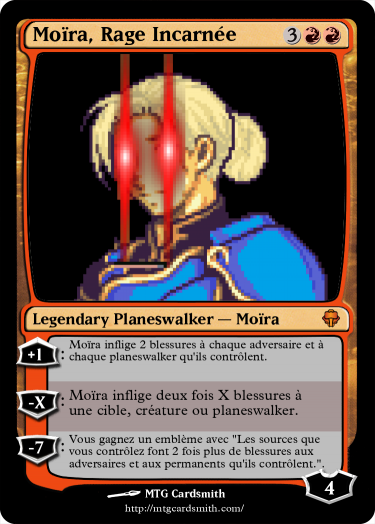 Moïra, Rage Incarnée 3
Legendary Planeswalker — Moïra
+1 : Moïra inflige 2 blessures à chaque adversaire et à
chaque planeswalker qu'ils contrôlent.
-X : Moïra inflige deux fois X blessures à
une cible, créature ou planeswalker.
-7 : Vous gagnez un emblème avec "Les sources que
vous contrôlez font 2 fois plus de blessures aux
adversaires et aux permanents qu'ils contrôlent".
4
MTG Cardsmith
http://mtgcardsmith.com/